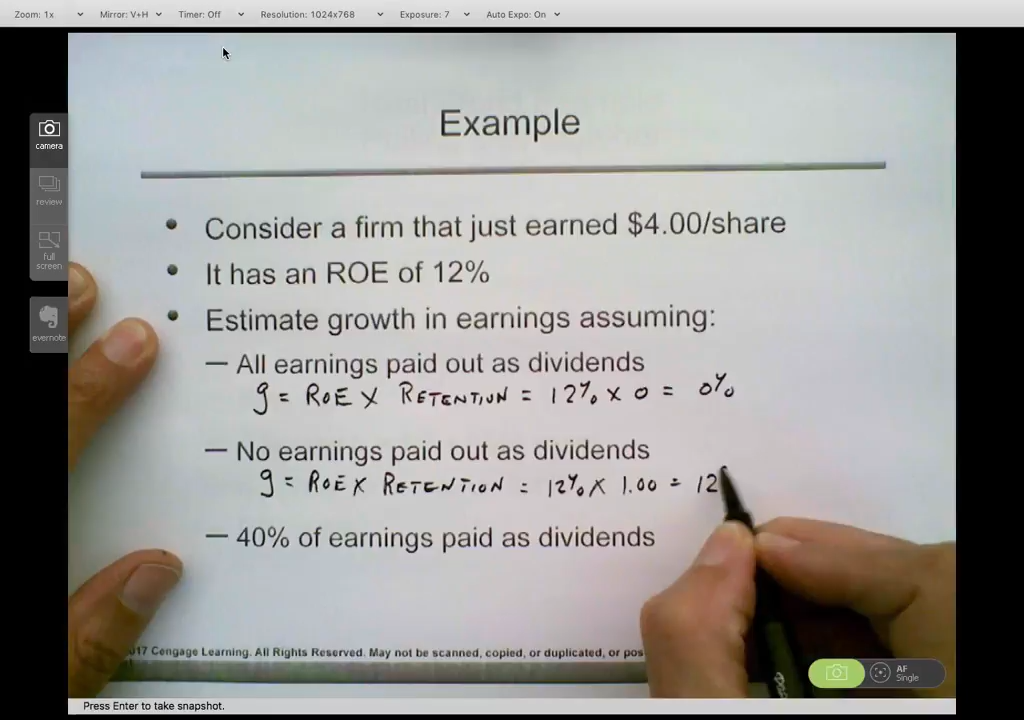 Zoom: 1x Mirror: V+H Timer: Off Resolution: 1024x768 Exposure: 7 Auto Expo: On
camera
review
full
screen
evernote
Example
• Consider a firm that just earned $4.00/share
• It has an ROE of 12%
• Estimate growth in earnings assuming:
— All earnings paid out as dividends
g = ROE X RETENTION = 12% X 0 = 0%
— No earnings paid out as dividends
g = ROE X RETENTION = 12% X 1.00 = 12
— 40% of earnings paid as dividends
17 Cengage Learning. All Rights Reserved. May not be scanned, copied, or duplicated, or pos
AF
Single
Press Enter to take snapshot.